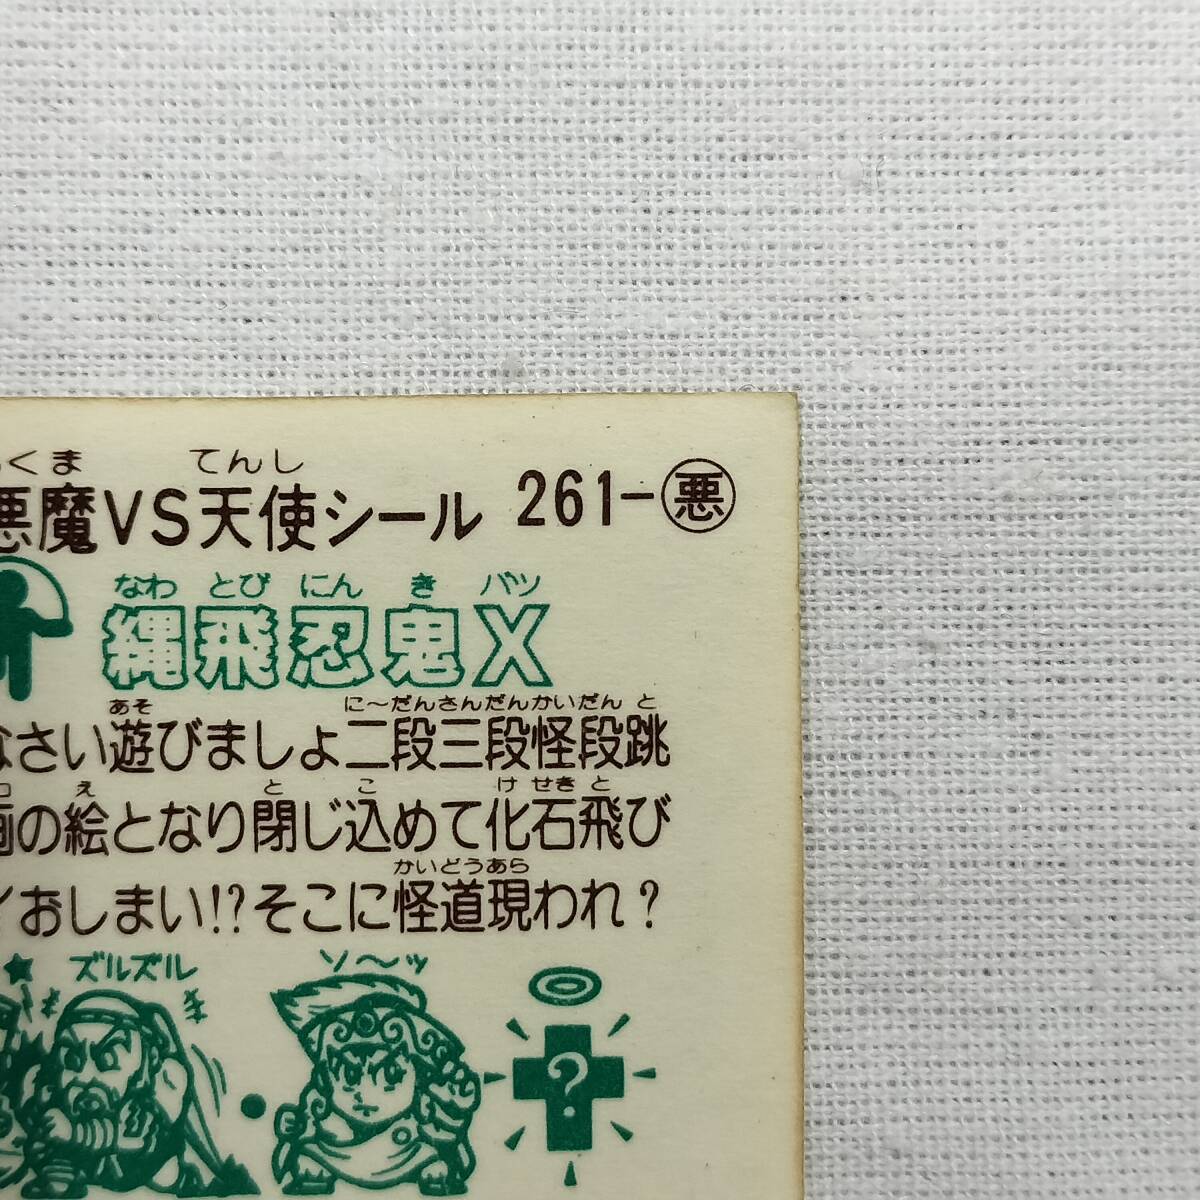 くま てんし
悪魔VS天使シール 261-悪
なわ とび にん き バツ
縄飛忍鬼X
あそ に〜だんさんだんかいだん と
なさい遊びましょ二段三段怪段跳
え と こ け せき と
画の絵となり閉じ込めて化石飛び
かいどうあら
イおしまい!?そこに怪道現われ?
ズルズル ソ〜ッ
?